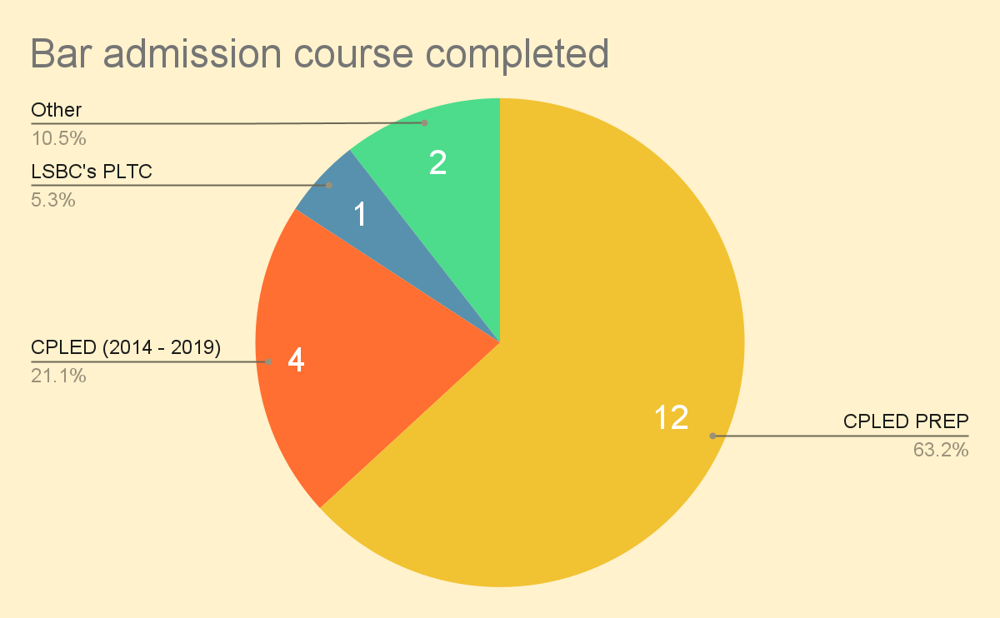 Bar admission course completed
Other
10.5%
2
LSBC's PLTC
5.3%
1
CPLED (2014 - 2019)
21.1%
4
12
CPLED PREP
63.2%